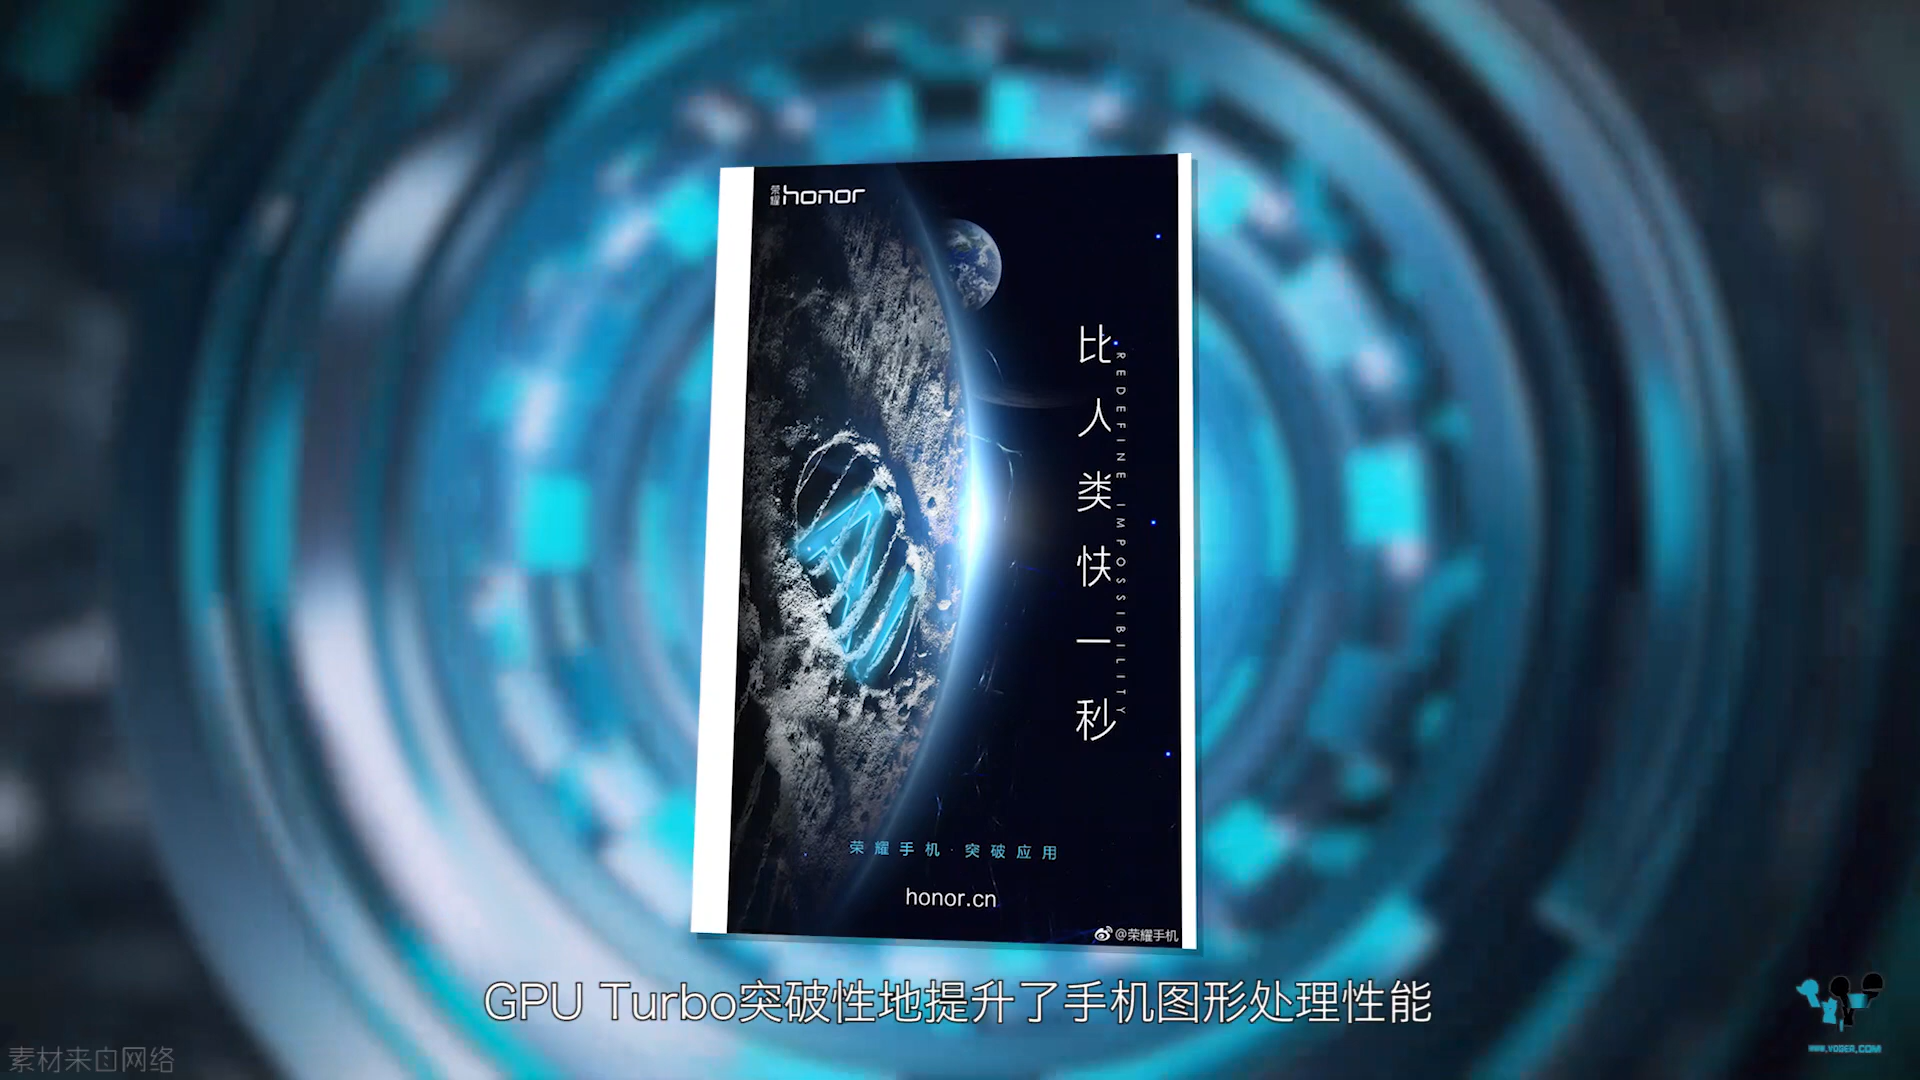 荣耀 honor
比人类快一秒
REDEFINE IMPOSSIBILITY
荣耀手机·突破应用
honor.cn
@荣耀手机
GPU Turbo突破性地提升了手机图形处理性能
素材来自网络
WWW.VOGER.COM